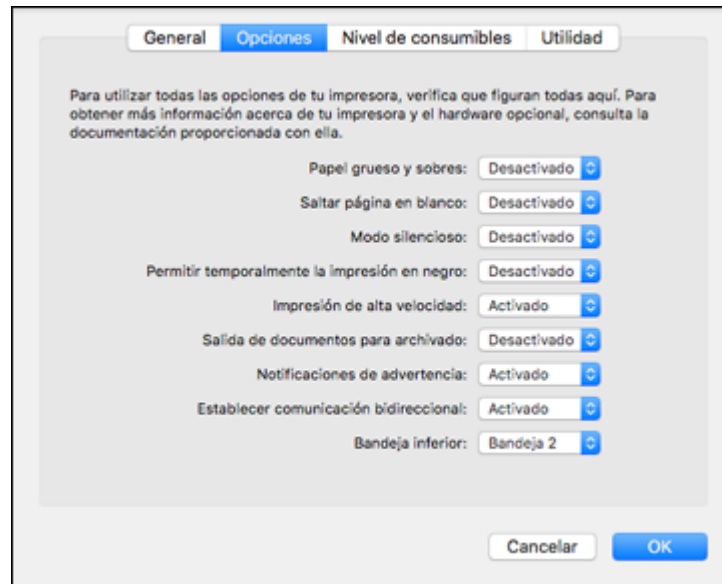 General Opciones Nivel de consumibles Utilidad
Para utilizar todas las opciones de tu impresora, verifica que figuran todas aquí. Para
obtener más información acerca de tu impresora y el hardware opcional, consulta la
documentación proporcionada con ella.
Papel grueso y sobres: Desactivado
Saltar página en blanco: Desactivado
Modo silencioso: Desactivado
Permitir temporalmente la impresión en negro: Desactivado
Impresión de alta velocidad: Activado
Salida de documentos para archivado: Desactivado
Notificaciones de advertencia: Activado
Establecer comunicación bidireccional: Activado
Bandeja inferior: Bandeja 2
Cancelar OK